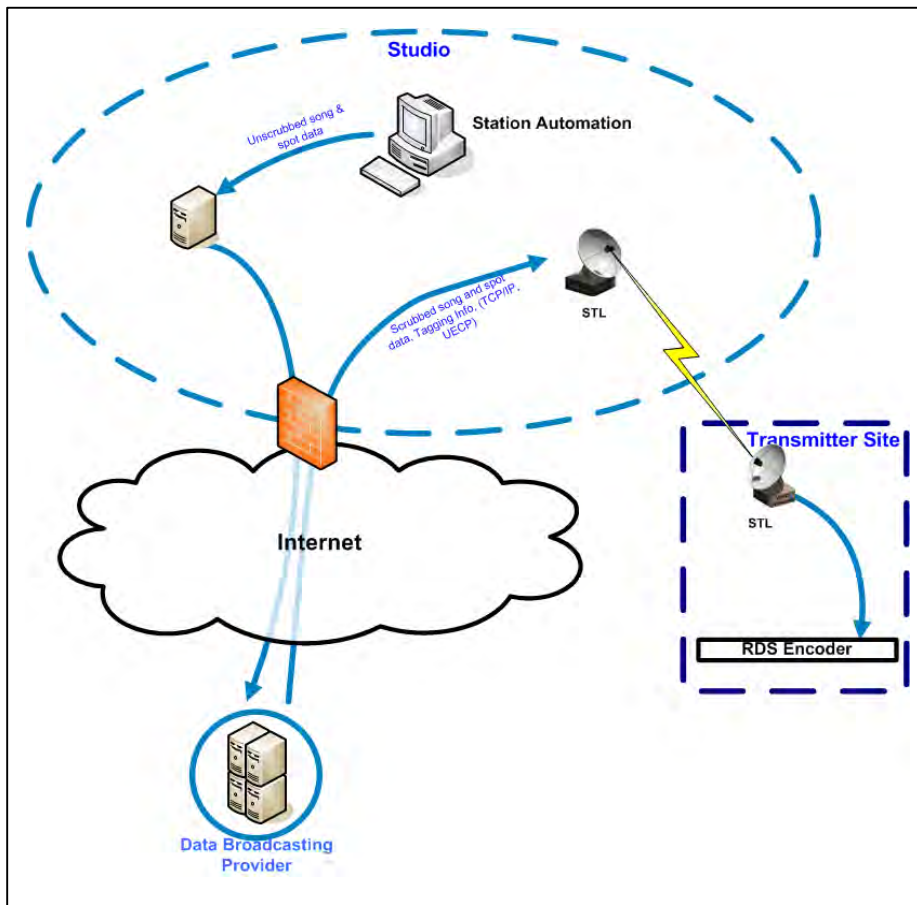 Studio
Station Automation
Unscrubbed song &
spot data
Scrubbed song and spot
data, Tagging Info, (TCP/IP,
UECP)
STL
Transmitter Site
STL
RDS Encoder
Internet
Data Broadcasting
Provider